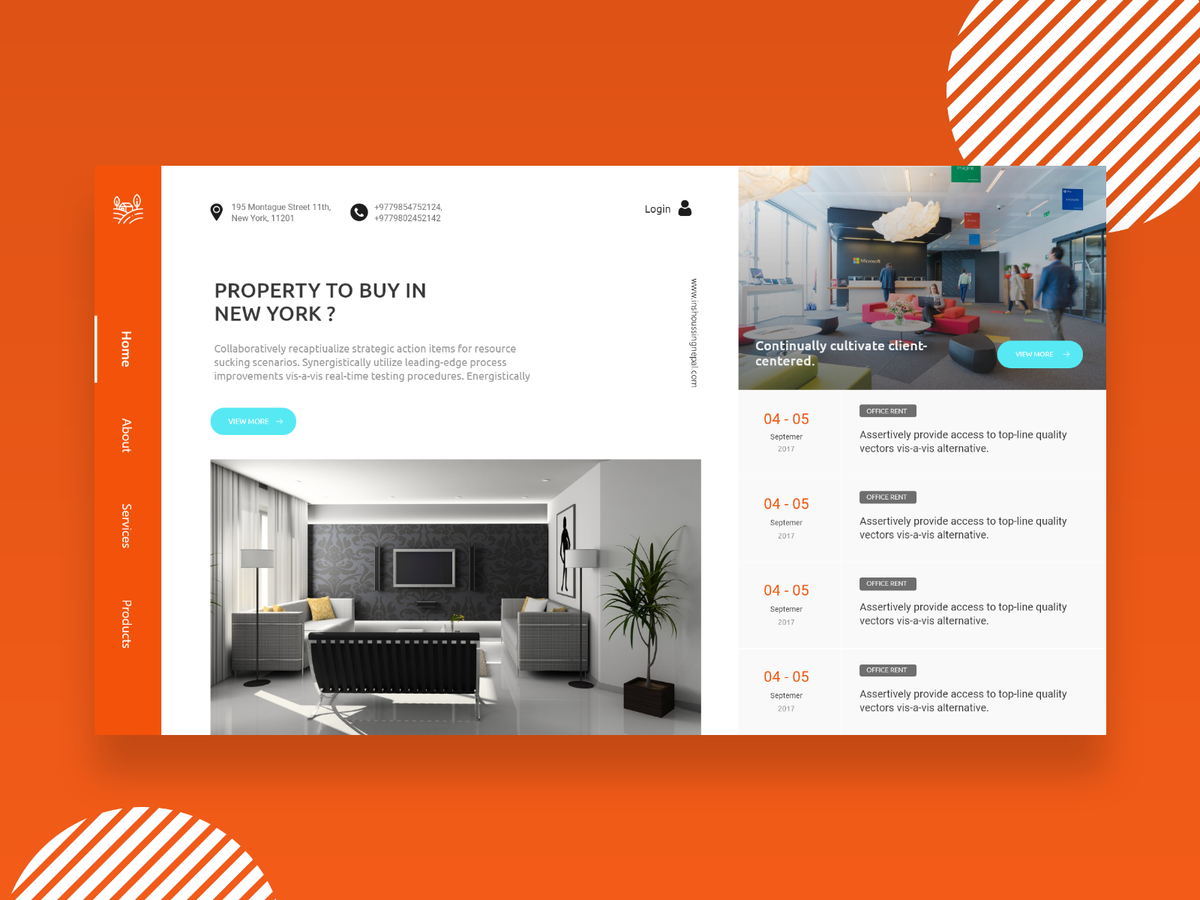 Home
About
Services
Products
195 Montague Street 11th,
New York, 11201
+9779854752124,
+9779802452142
Login
PROPERTY TO BUY IN
NEW YORK ?
Collaboratively recaptiualize strategic action items for resource
sucking scenarios. Synergistically utilize leading-edge process
improvements vis-a-vis real-time testing procedures. Energistically
VIEW MORE
www.inshoussingnepal.com
Microsoft
Continually cultivate client-
centered.
VIEW MORE
04 - 05
Septemer
2017
OFFICE RENT
Assertively provide access to top-line quality
vectors vis-a-vis alternative.
04 - 05
Septemer
2017
OFFICE RENT
Assertively provide access to top-line quality
vectors vis-a-vis alternative.
04 - 05
Septemer
2017
OFFICE RENT
Assertively provide access to top-line quality
vectors vis-a-vis alternative.
04 - 05
Septemer
2017
OFFICE RENT
Assertively provide access to top-line quality
vectors vis-a-vis alternative.